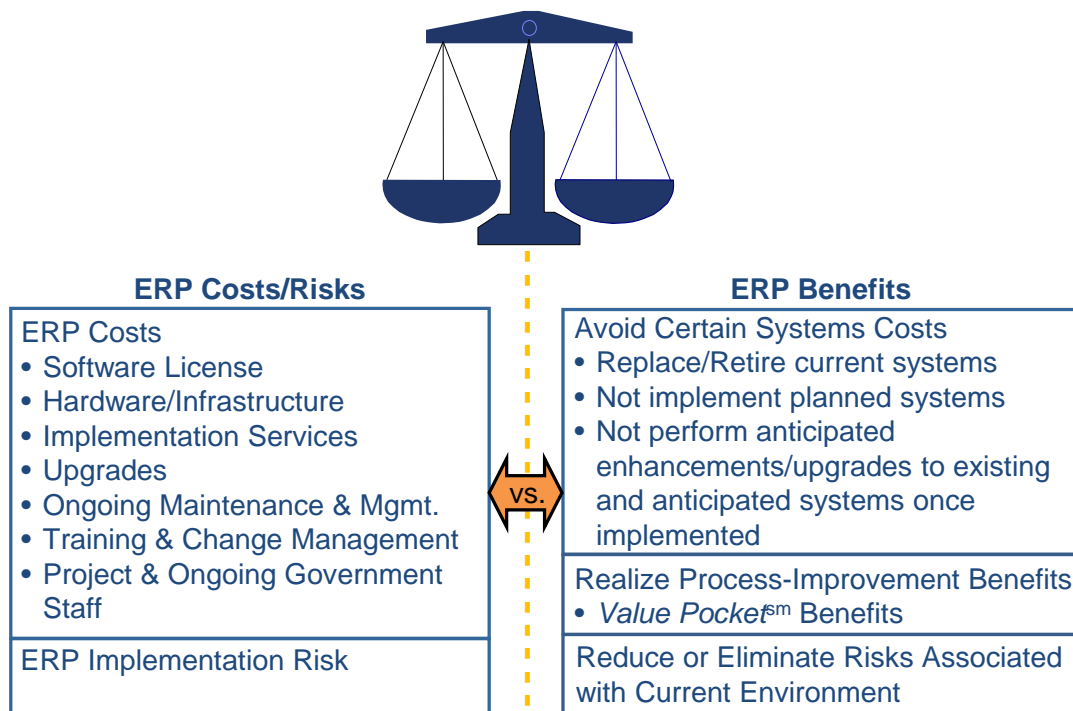 ERP Costs/Risks
ERP Costs
• Software License
• Hardware/Infrastructure
• Implementation Services
• Upgrades
• Ongoing Maintenance & Mgmt.
• Training & Change Management
• Project & Ongoing Government
Staff
ERP Implementation Risk
vs.
ERP Benefits
Avoid Certain Systems Costs
• Replace/Retire current systems
• Not implement planned systems
• Not perform anticipated
enhancements/upgrades to existing
and anticipated systems once
implemented
Realize Process-Improvement Benefits
• Value Pocket℠ Benefits
Reduce or Eliminate Risks Associated
with Current Environment